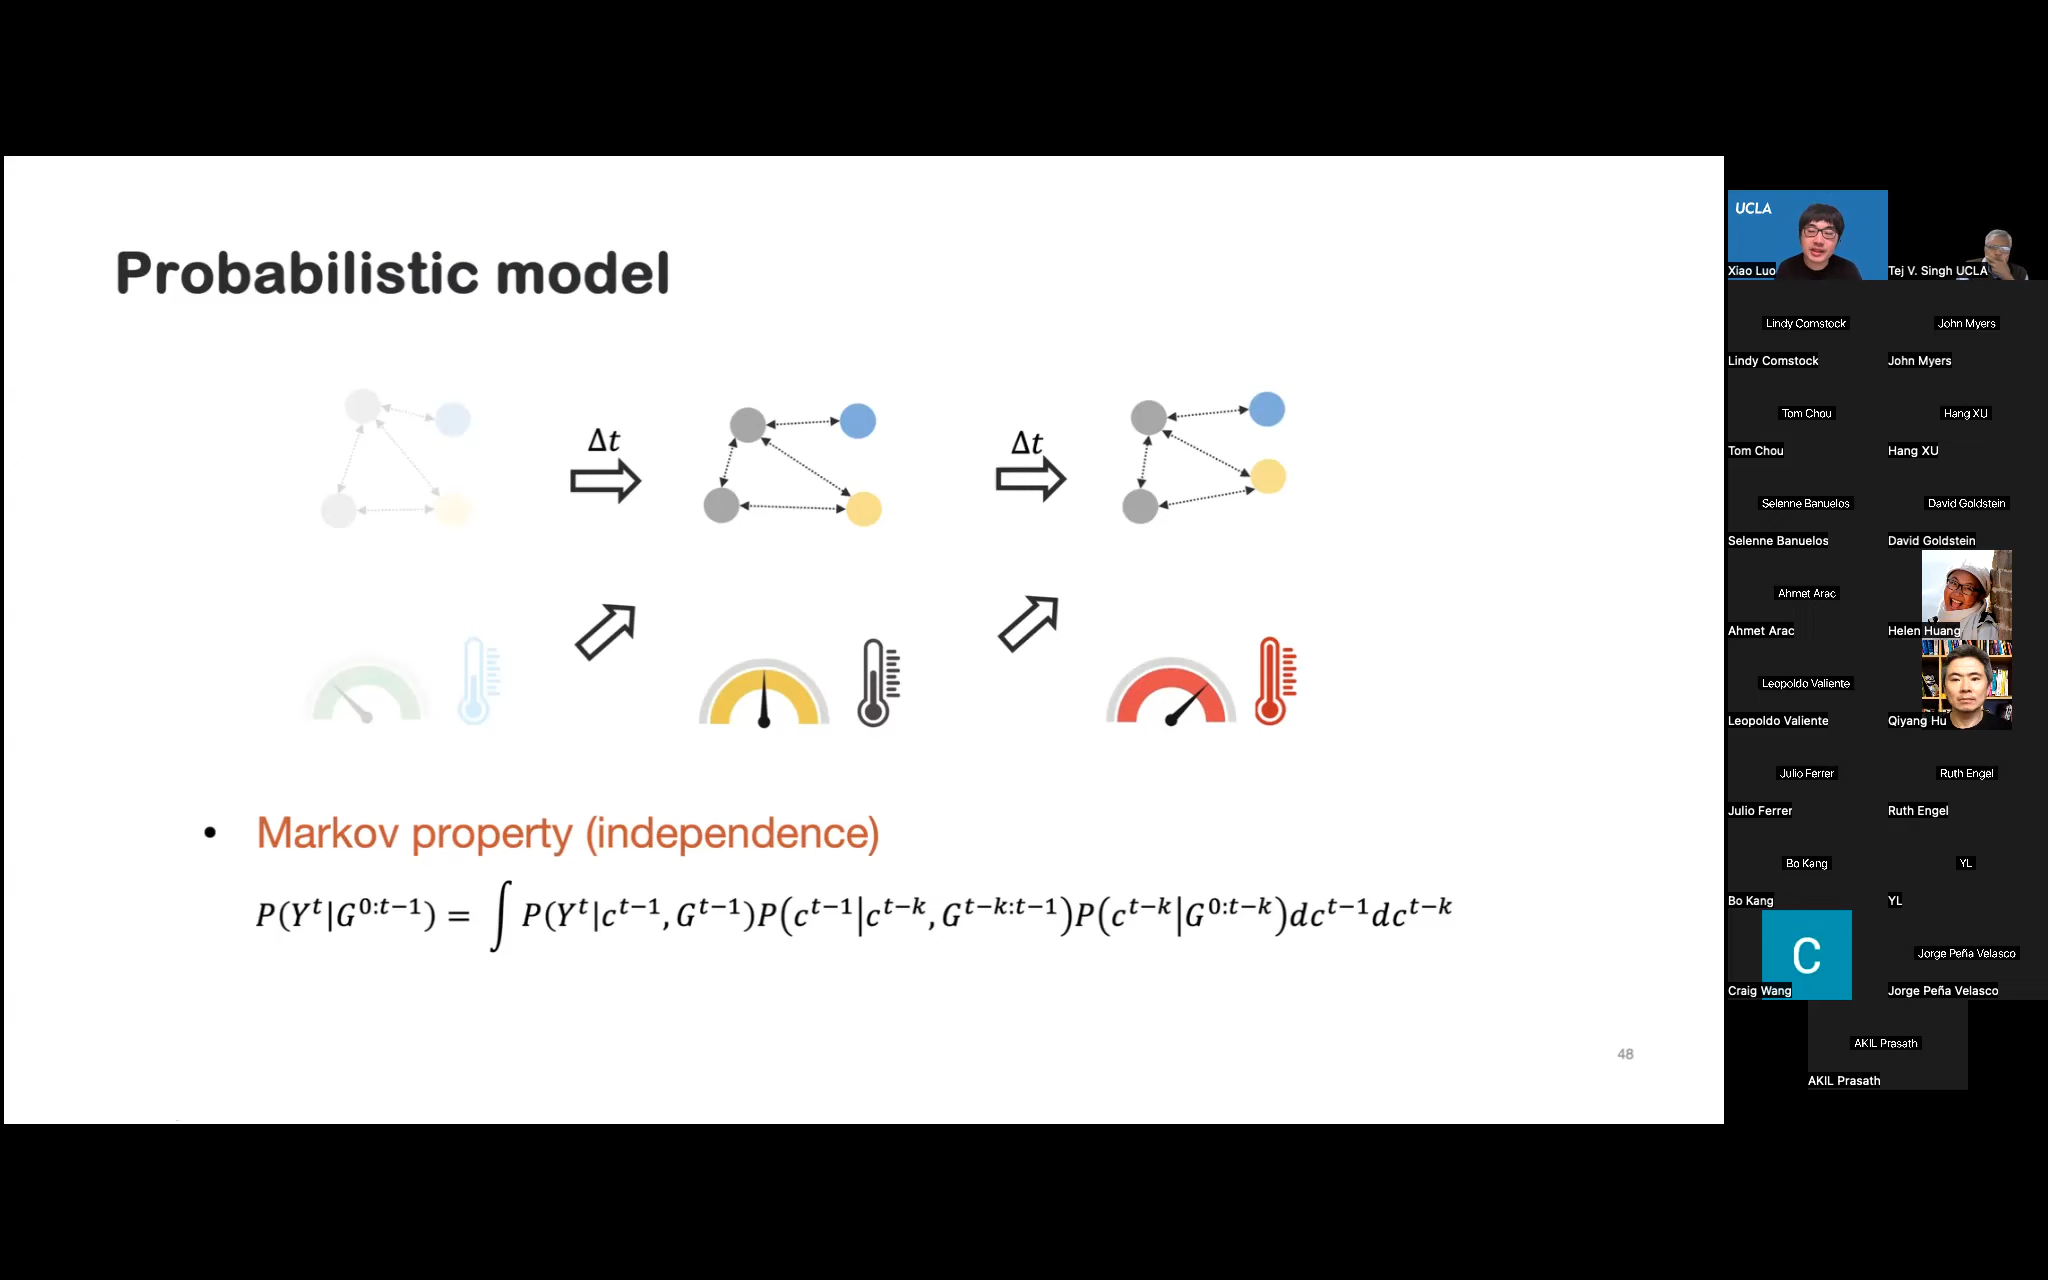 Probabilistic model
Δt
Δt
• Markov property (independence)
P(Y^t|G^{0:t−1}) = ∫ P(Y^t|c^{t−1}, G^{t−1})P(c^{t−1}|c^{t−k}, G^{t−k:t−1})P(c^{t−k}|G^{0:t−k})dc^{t−1}dc^{t−k}
48
UCLA
Xiao Luo
Tej V. Singh UCLA
Lindy Comstock
John Myers
Lindy Comstock
John Myers
Tom Chou
Hang XU
Tom Chou
Hang XU
Selenne Banuelos
David Goldstein
Selenne Banuelos
David Goldstein
Ahmet Arac
Ahmet Arac
Helen Huang
Leopoldo Valiente
Leopoldo Valiente
Qiyang Hu
Julio Ferrer
Ruth Engel
Julio Ferrer
Ruth Engel
Bo Kang
YL
Bo Kang
YL
C
Jorge Peña Velasco
Craig Wang
Jorge Peña Velasco
AKIL Prasath
AKIL Prasath